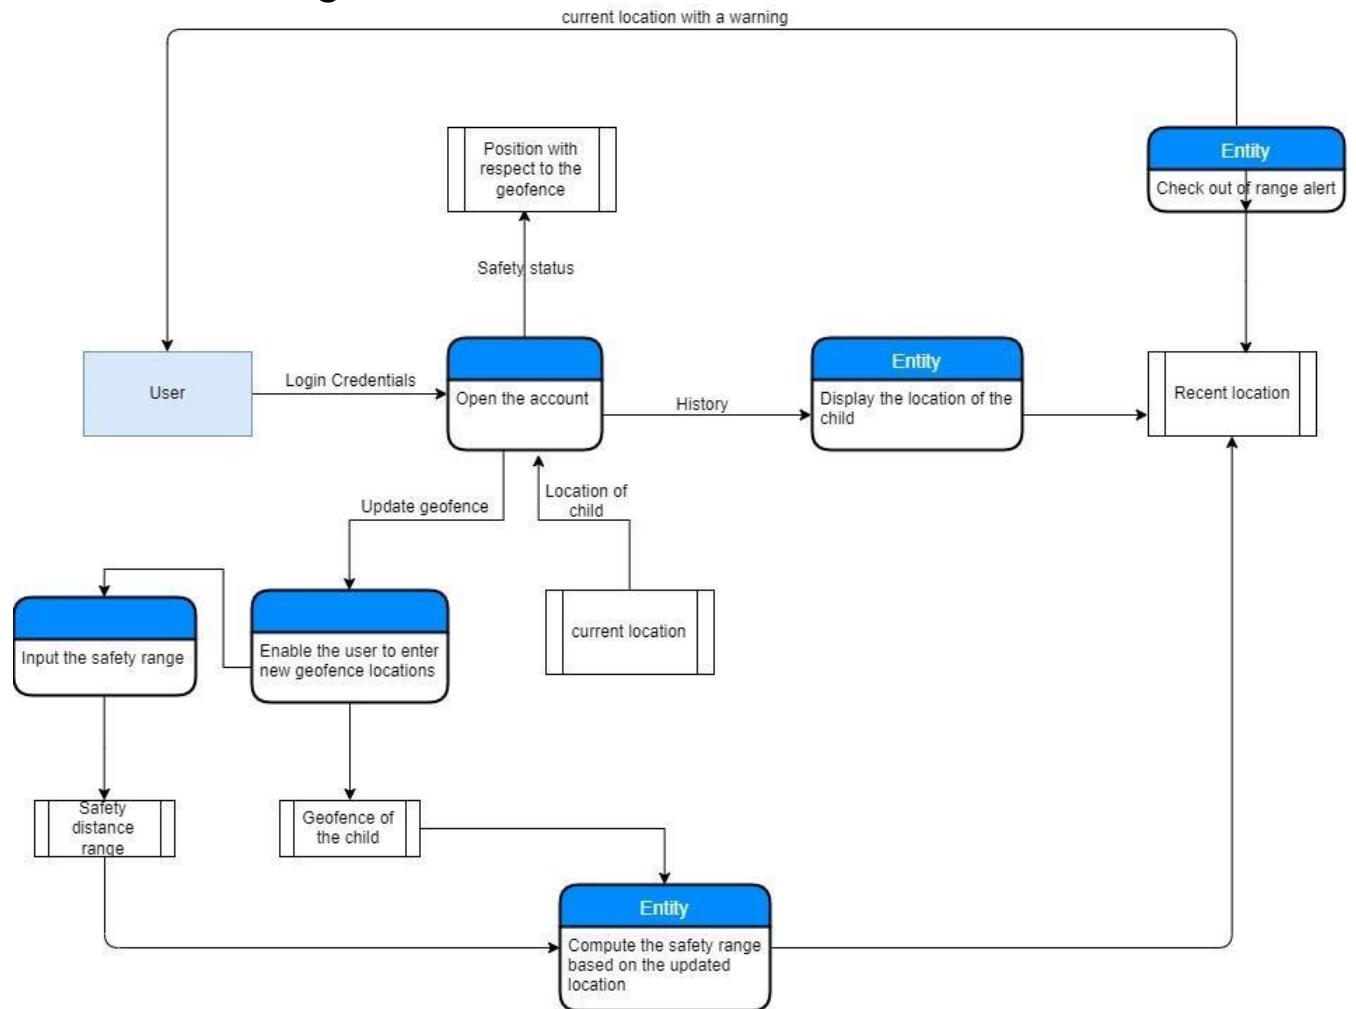 current location with a warning
Position with
respect to the
geofence
Entity
Check out of range alert
Safety status
User
Login Credentials
Open the account
History
Entity
Display the location of the
child
Recent location
Update geofence
Location of
child
Input the safety range
Enable the user to enter
new geofence locations
current location
Safety
distance
range
Geofence of
the child
Entity
Compute the safety range
based on the updated
location